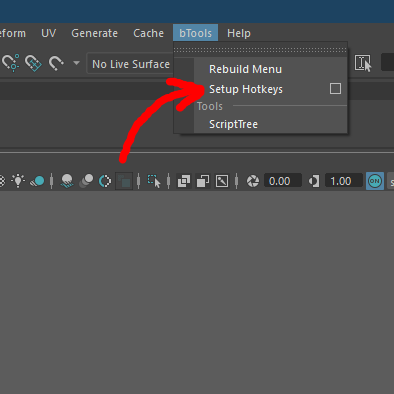 eform UV Generate Cache bTools Help
No Live Surface
Rebuild Menu
Setup Hotkeys
Tools
ScriptTree
0.00 1.00 ON